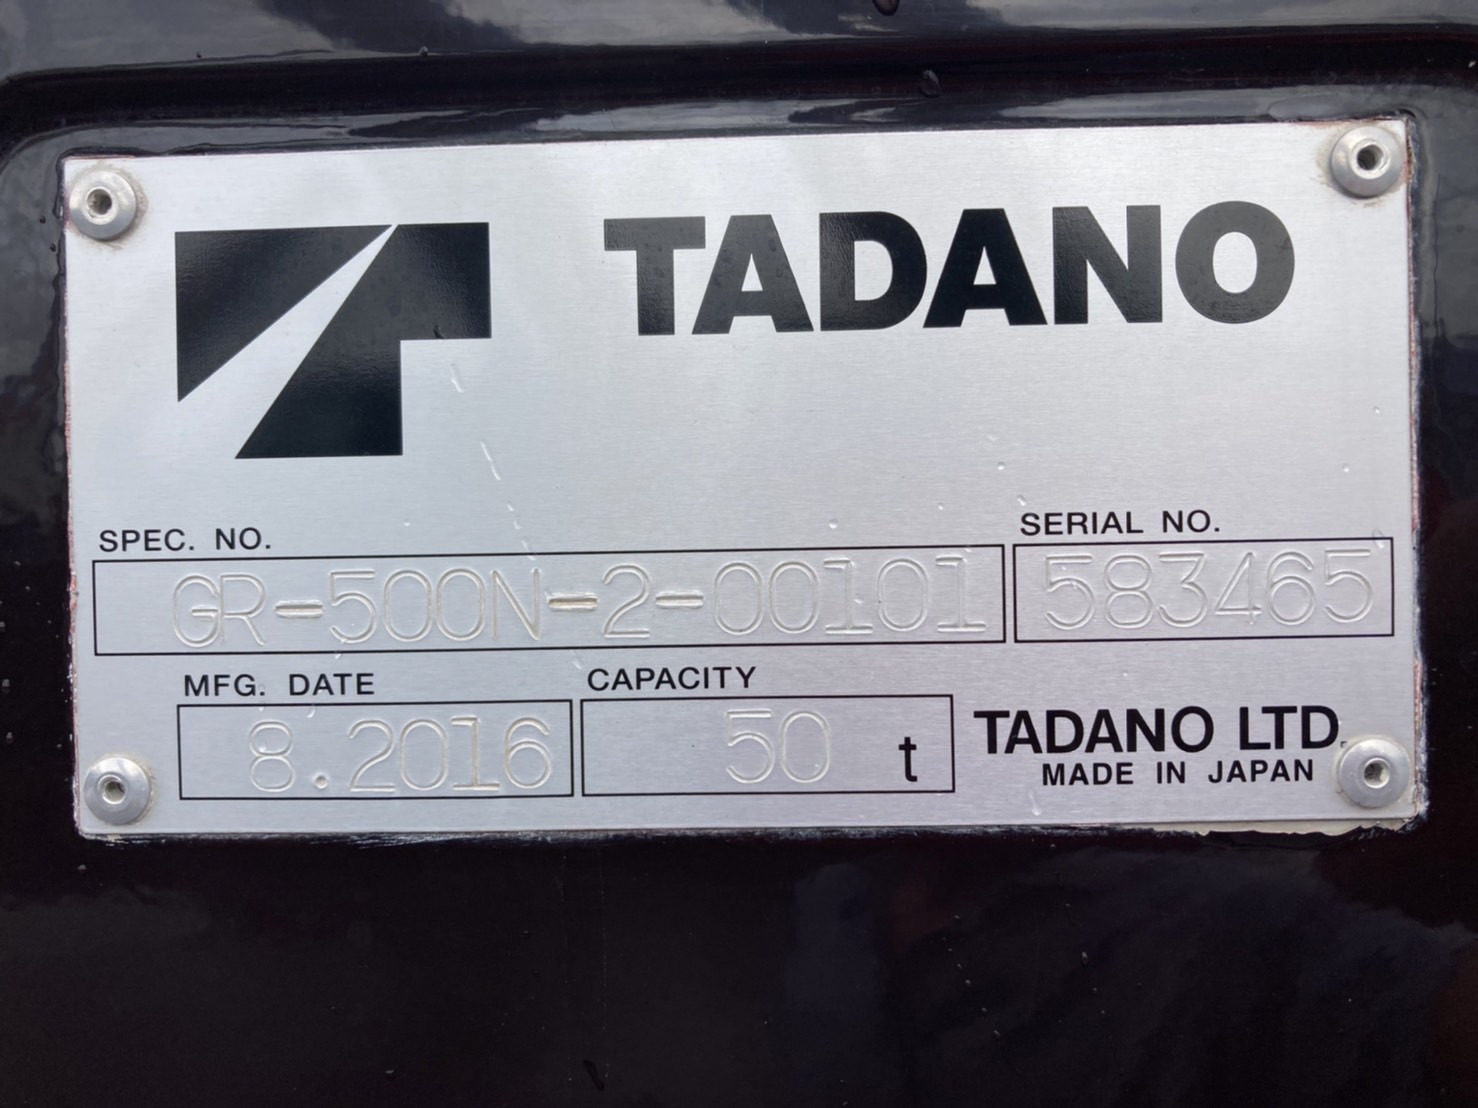 TADANO
SPEC. NO.
GR-500N-2-00101
SERIAL NO.
583465
MFG. DATE
8.2016
CAPACITY
50 t
TADANO LTD.
MADE IN JAPAN